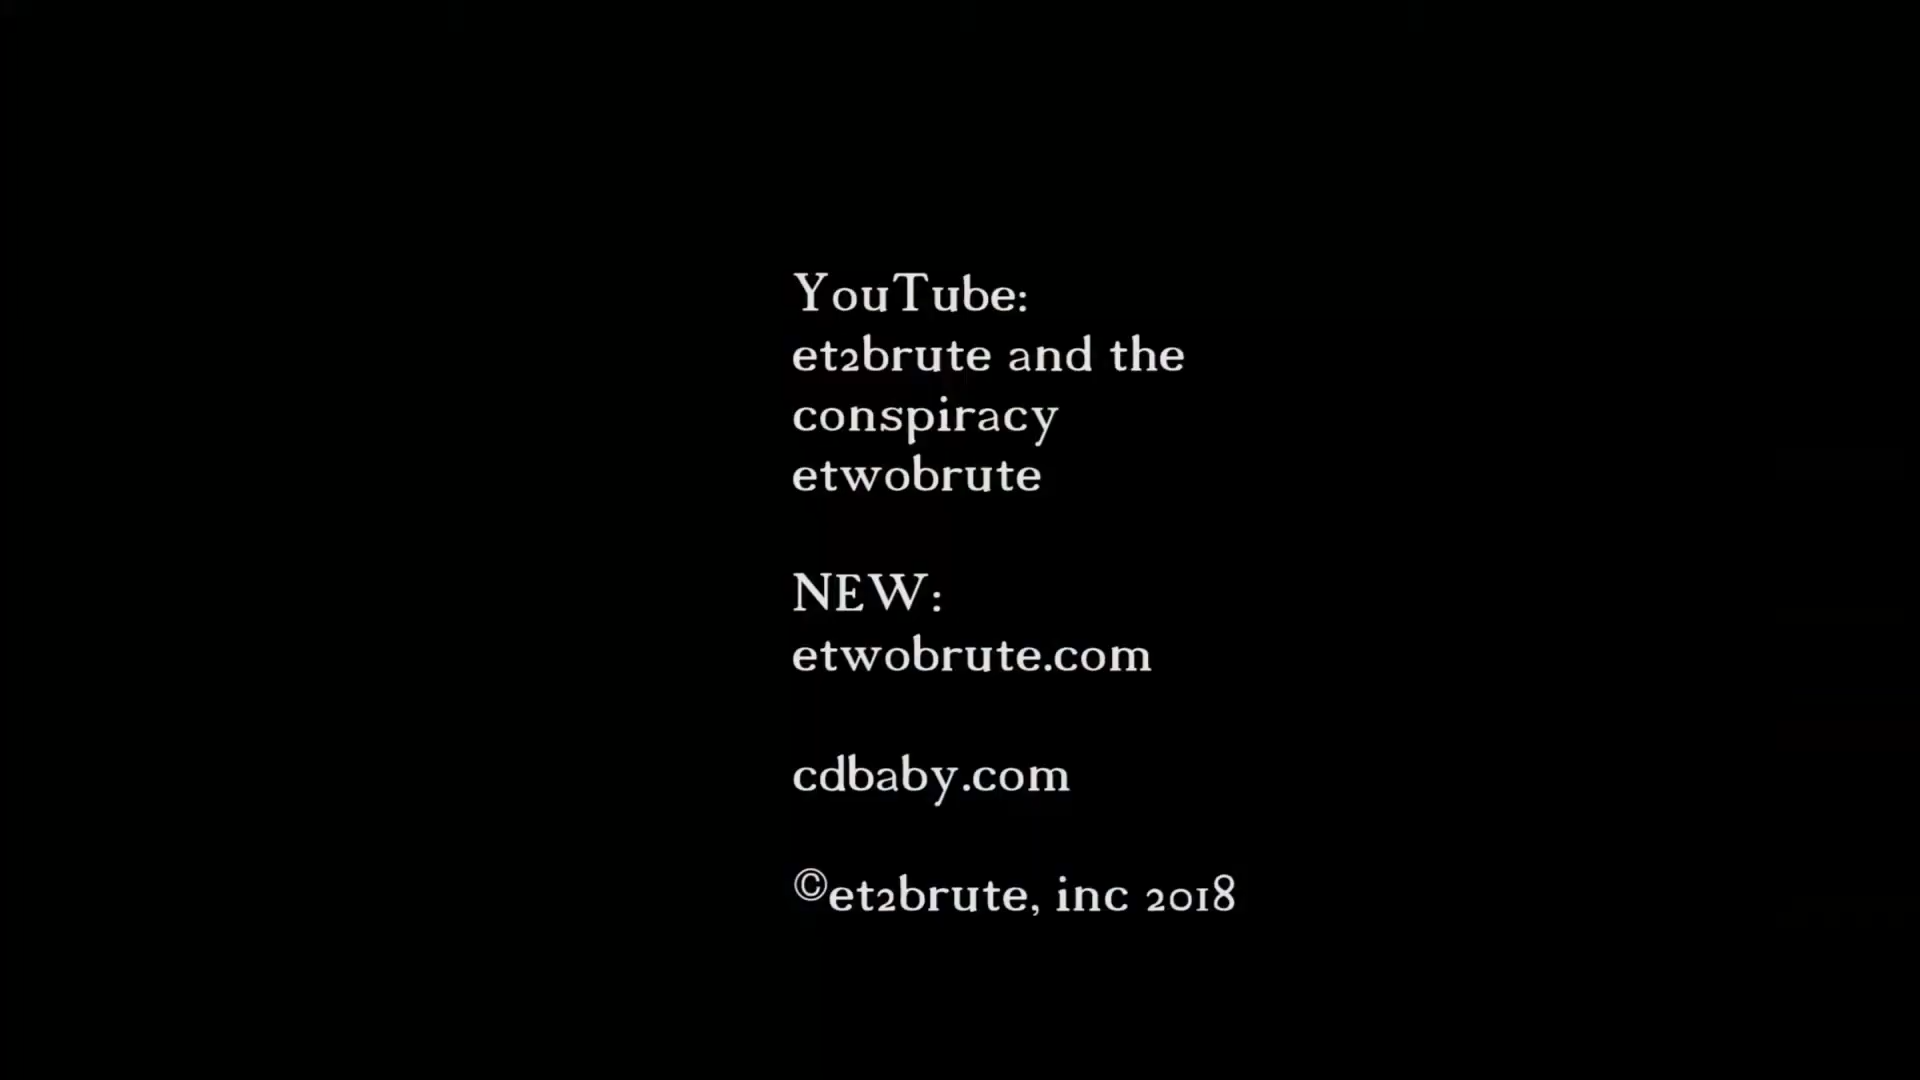 YouTube:
et2brute and the
conspiracy
etwobrute
NEW:
etwobrute.com
cdbaby.com
©et2brute, inc 2018